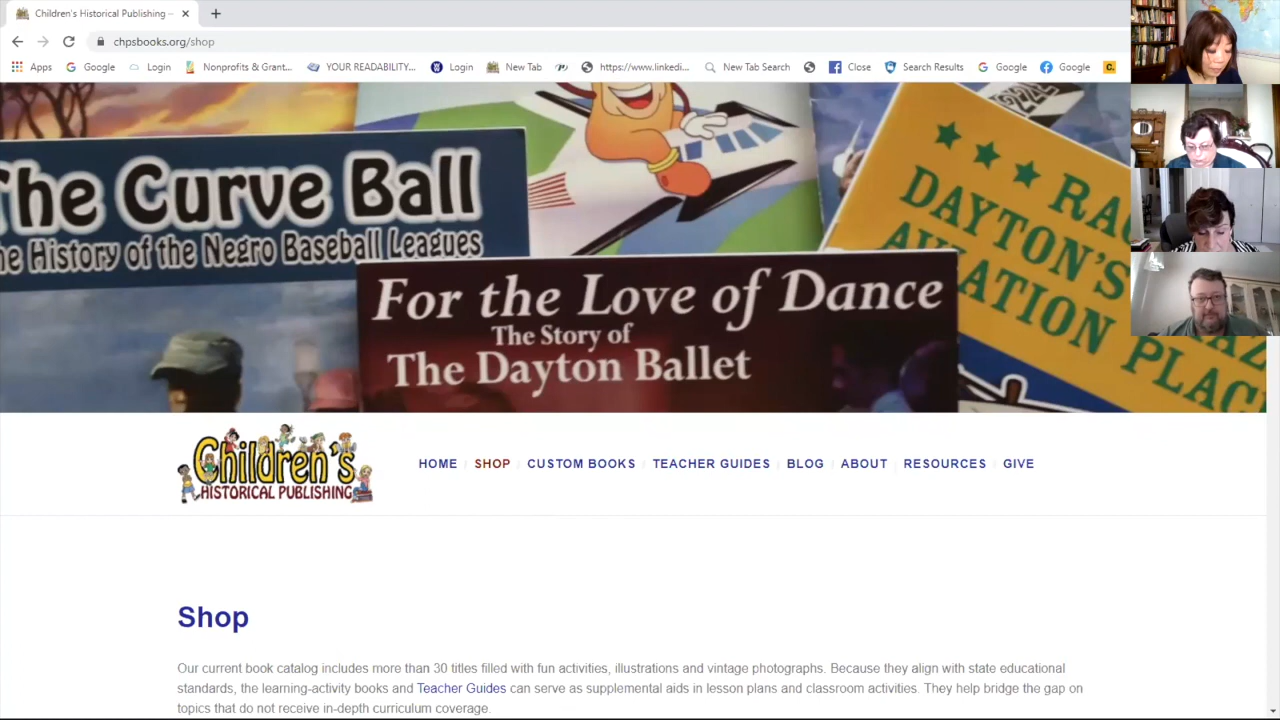 Children's Historical Publishing –
chpsbooks.org/shop
Apps Google Login Nonprofits & Grant... YOUR READABILITY... Login New Tab https://www.linkedi... New Tab Search Close Search Results Google Google
The Curve Ball
The History of the Negro Baseball Leagues
For the Love of Dance
The Story of
The Dayton Ballet
DAYTON'S
Children's
HISTORICAL PUBLISHING
HOME / SHOP / CUSTOM BOOKS / TEACHER GUIDES / BLOG / ABOUT / RESOURCES / GIVE
Shop
Our current book catalog includes more than 30 titles filled with fun activities, illustrations and vintage photographs. Because they align with state educational
standards, the learning-activity books and Teacher Guides can serve as supplemental aids in lesson plans and classroom activities. They help bridge the gap on
topics that do not receive in-depth curriculum coverage.